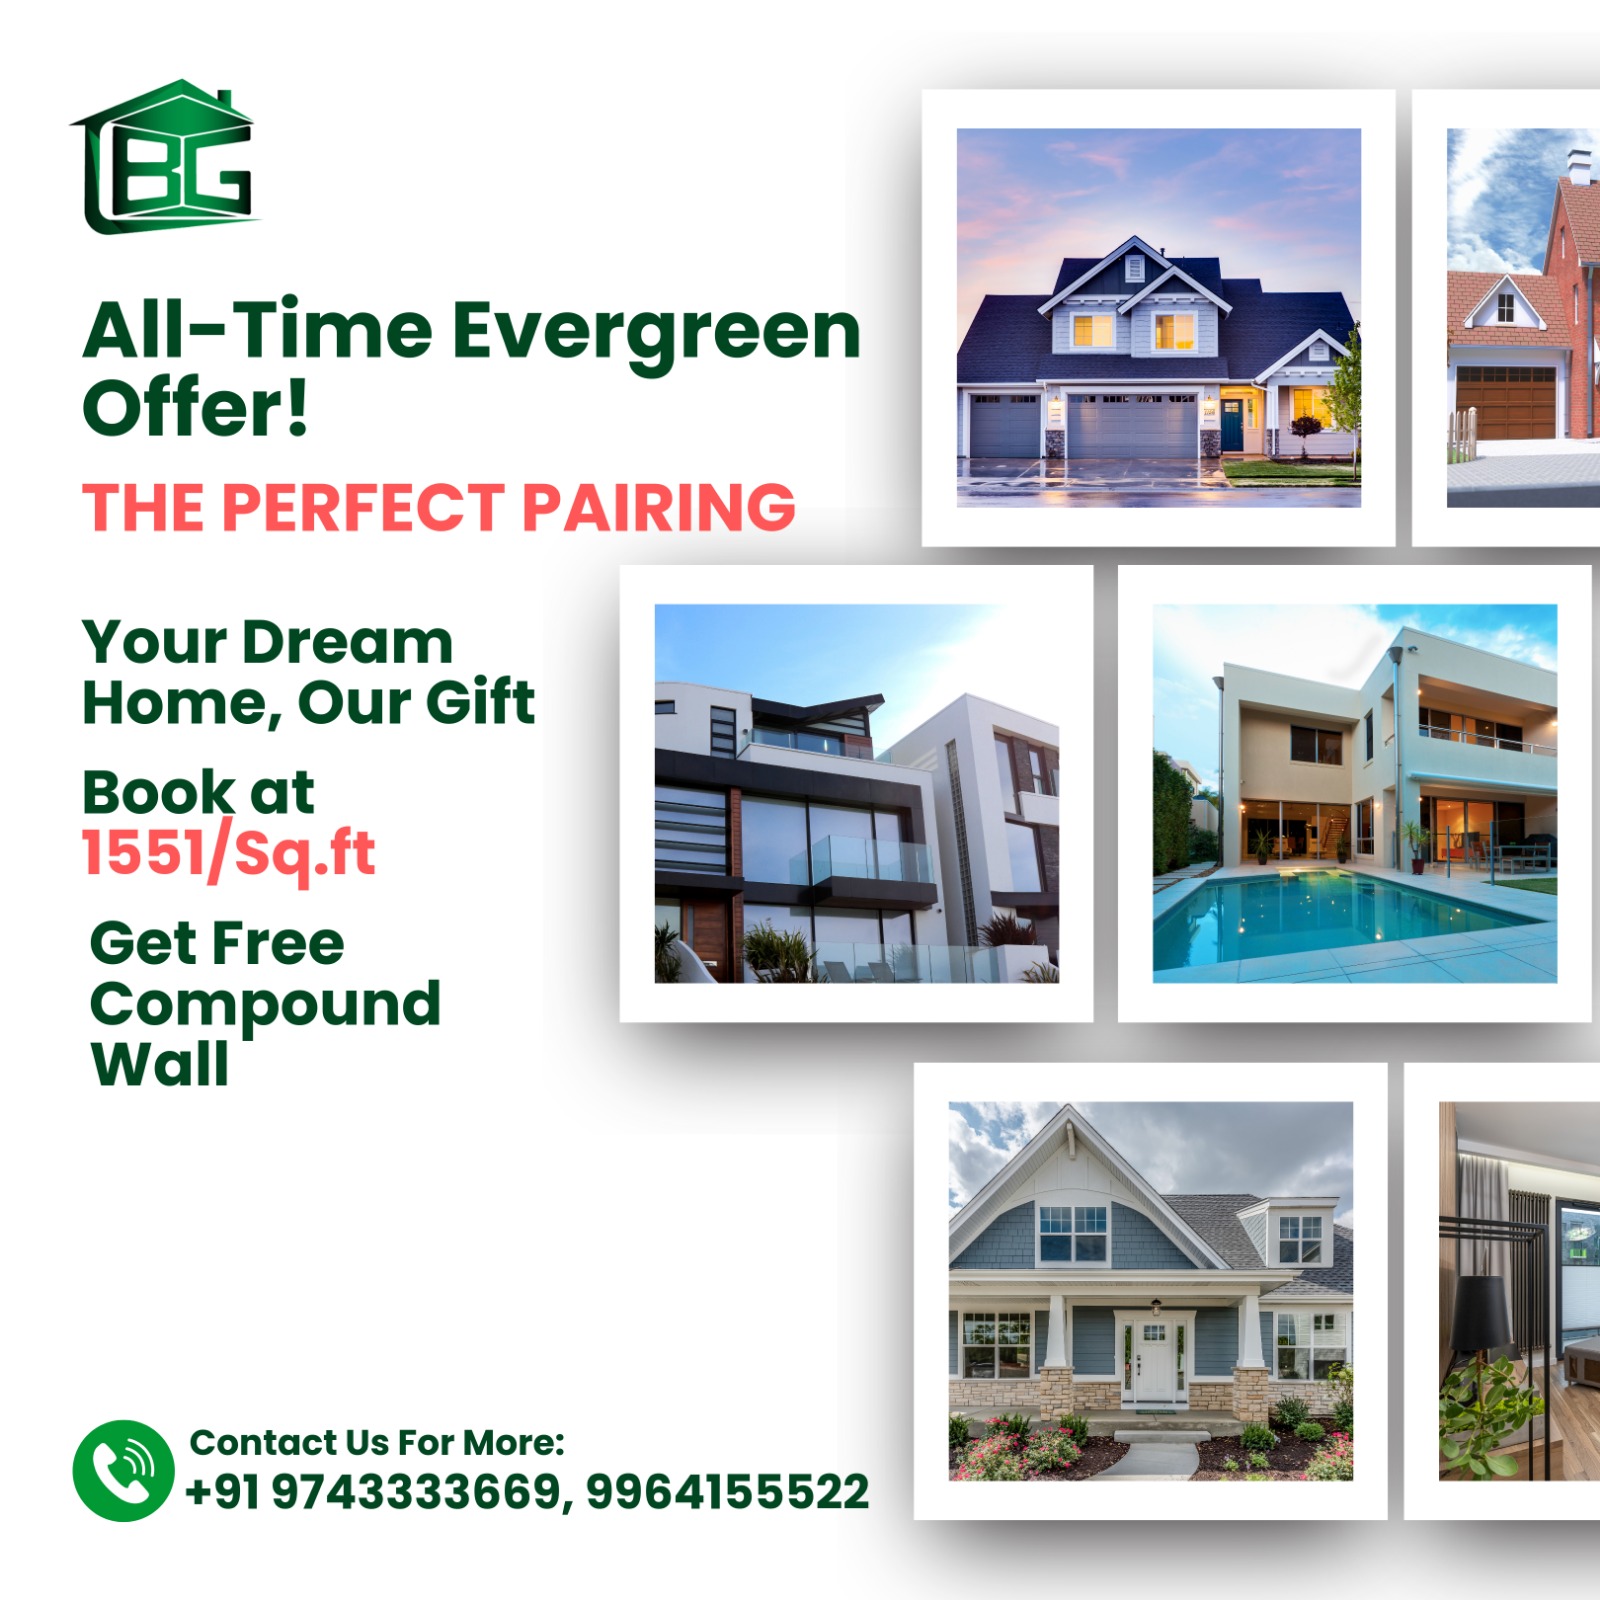 BG
All-Time Evergreen
Offer!
THE PERFECT PAIRING
Your Dream
Home, Our Gift
Book at
1551/Sq.ft
Get Free
Compound
Wall
Contact Us For More:
+91 9743333669, 9964155522